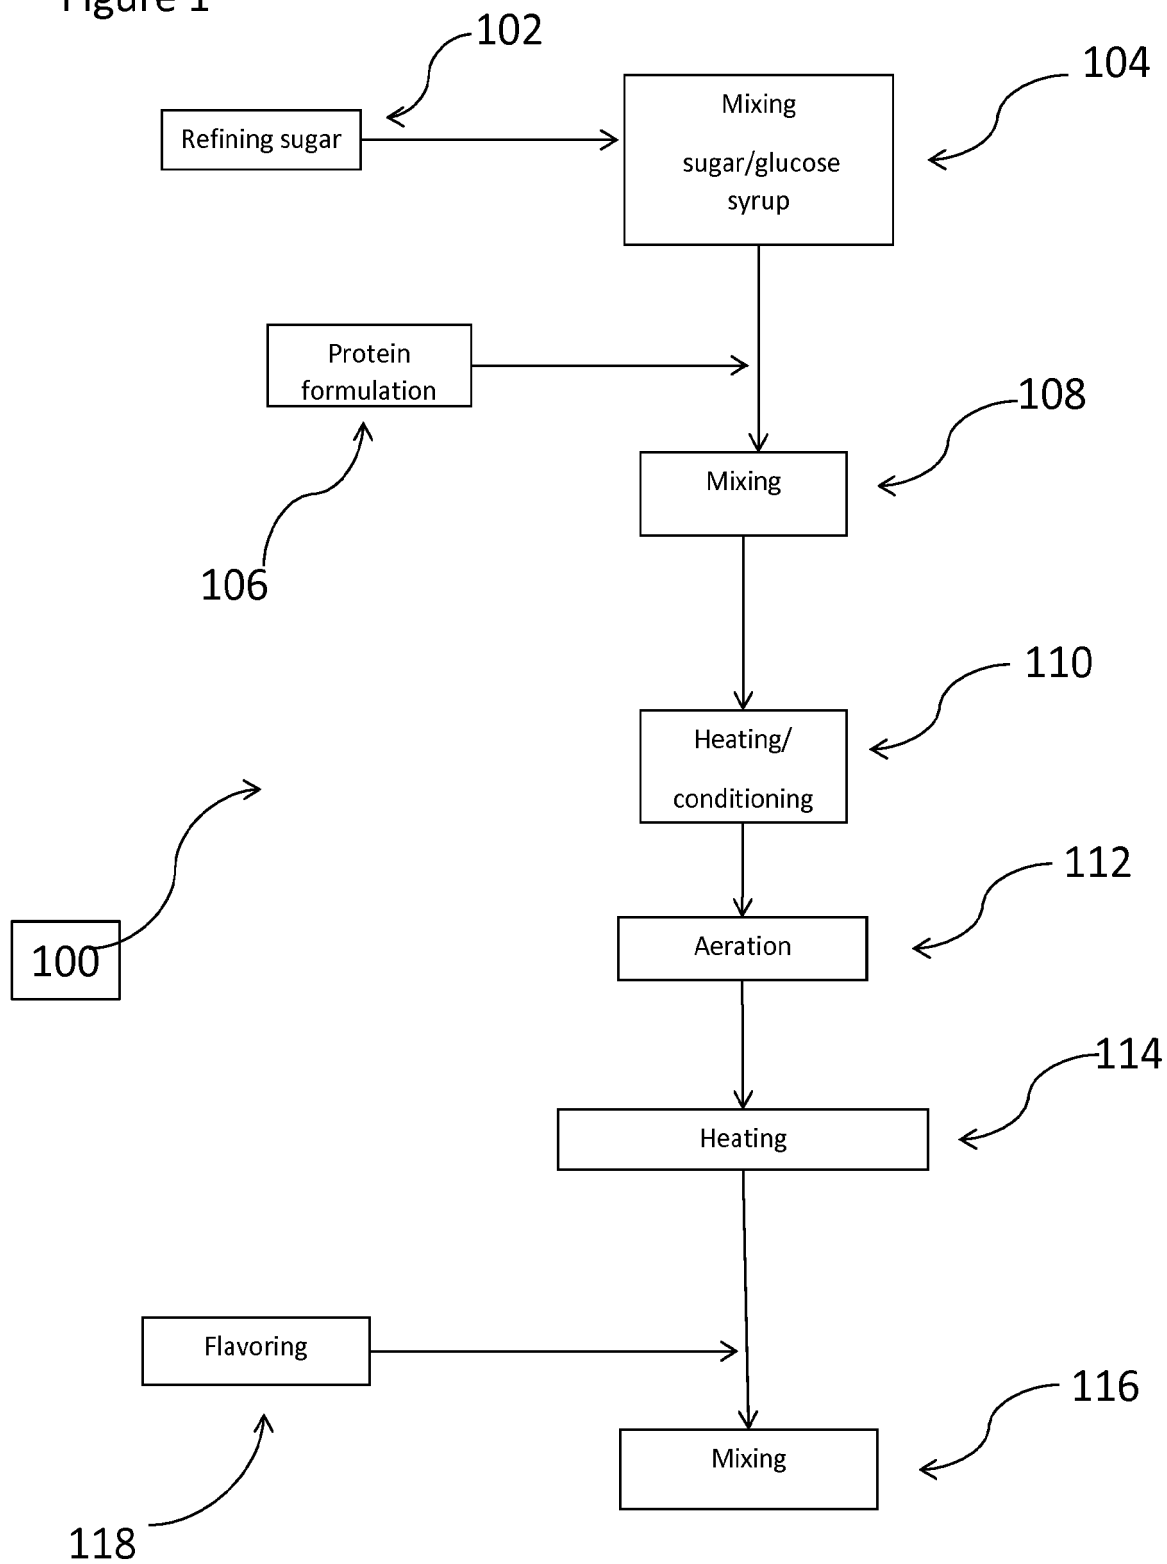 Figure 1
102
104
Refining sugar
Mixing
sugar/glucose
syrup
Protein
formulation
106
108
Mixing
110
Heating/
conditioning
112
100
Aeration
114
Heating
Flavoring
116
Mixing
118